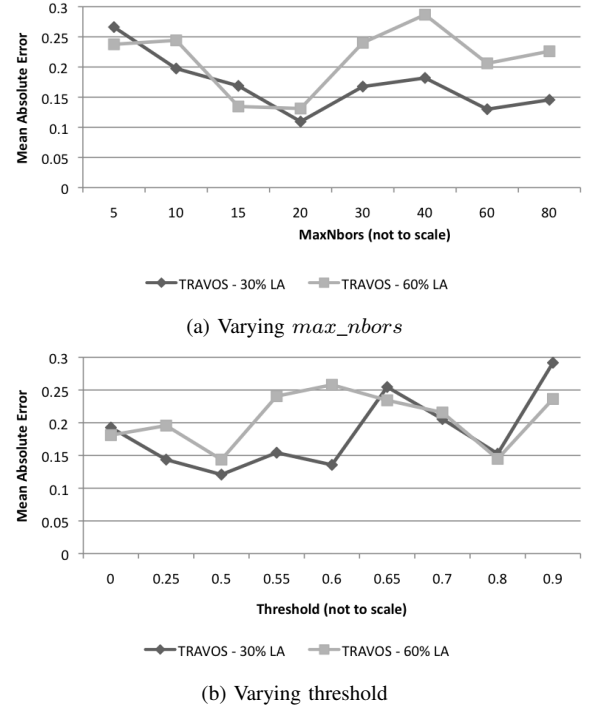 0.3
0.25
0.2
0.15
0.1
0.05
0
Mean Absolute Error
5 10 15 20 30 40 60 80
MaxNbors (not to scale)
TRAVOS - 30% LA TRAVOS - 60% LA
(a) Varying max_nbors
0.3
0.25
0.2
0.15
0.1
0.05
0
Mean Absolute Error
0 0.25 0.5 0.55 0.6 0.65 0.7 0.8 0.9
Threshold (not to scale)
TRAVOS - 30% LA TRAVOS - 60% LA
(b) Varying threshold